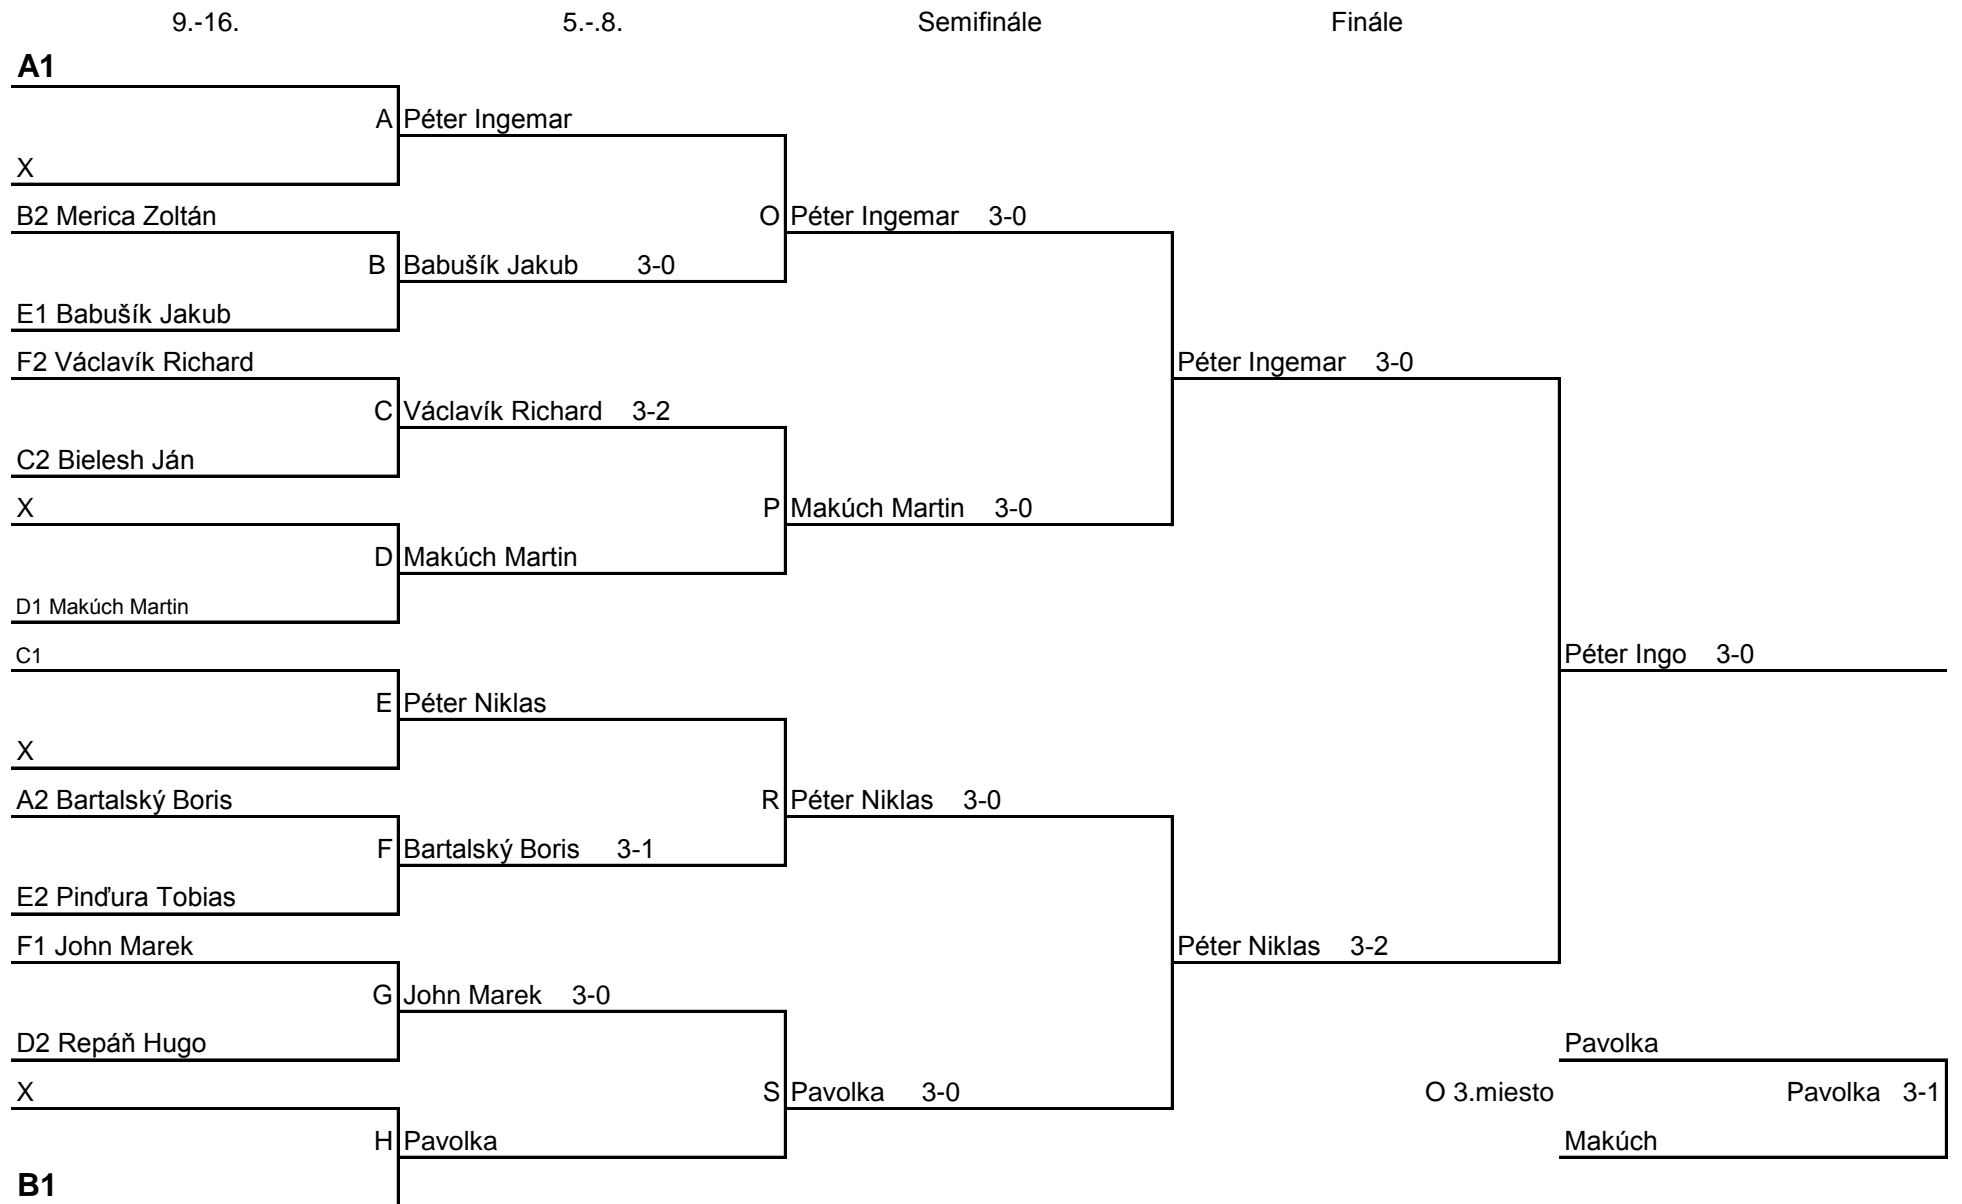 9.-16. 5.-.8. Semifinále Finále
A1
A Péter Ingemar
X
B2 Merica Zoltán O Péter Ingemar 3-0
B Babušík Jakub 3-0
E1 Babušík Jakub
F2 Václavík Richard Péter Ingemar 3-0
C Václavík Richard 3-2
C2 Bielesh Ján
X P Makúch Martin 3-0
D Makúch Martin
D1 Makúch Martin
C1 Péter Ingo 3-0
E Péter Niklas
X
A2 Bartalský Boris R Péter Niklas 3-0
F Bartalský Boris 3-1
E2 Pinďura Tobias
F1 John Marek Péter Niklas 3-2
G John Marek 3-0
D2 Repáň Hugo Pavolka
X S Pavolka 3-0 O 3.miesto Pavolka 3-1
H Pavolka Makúch
B1